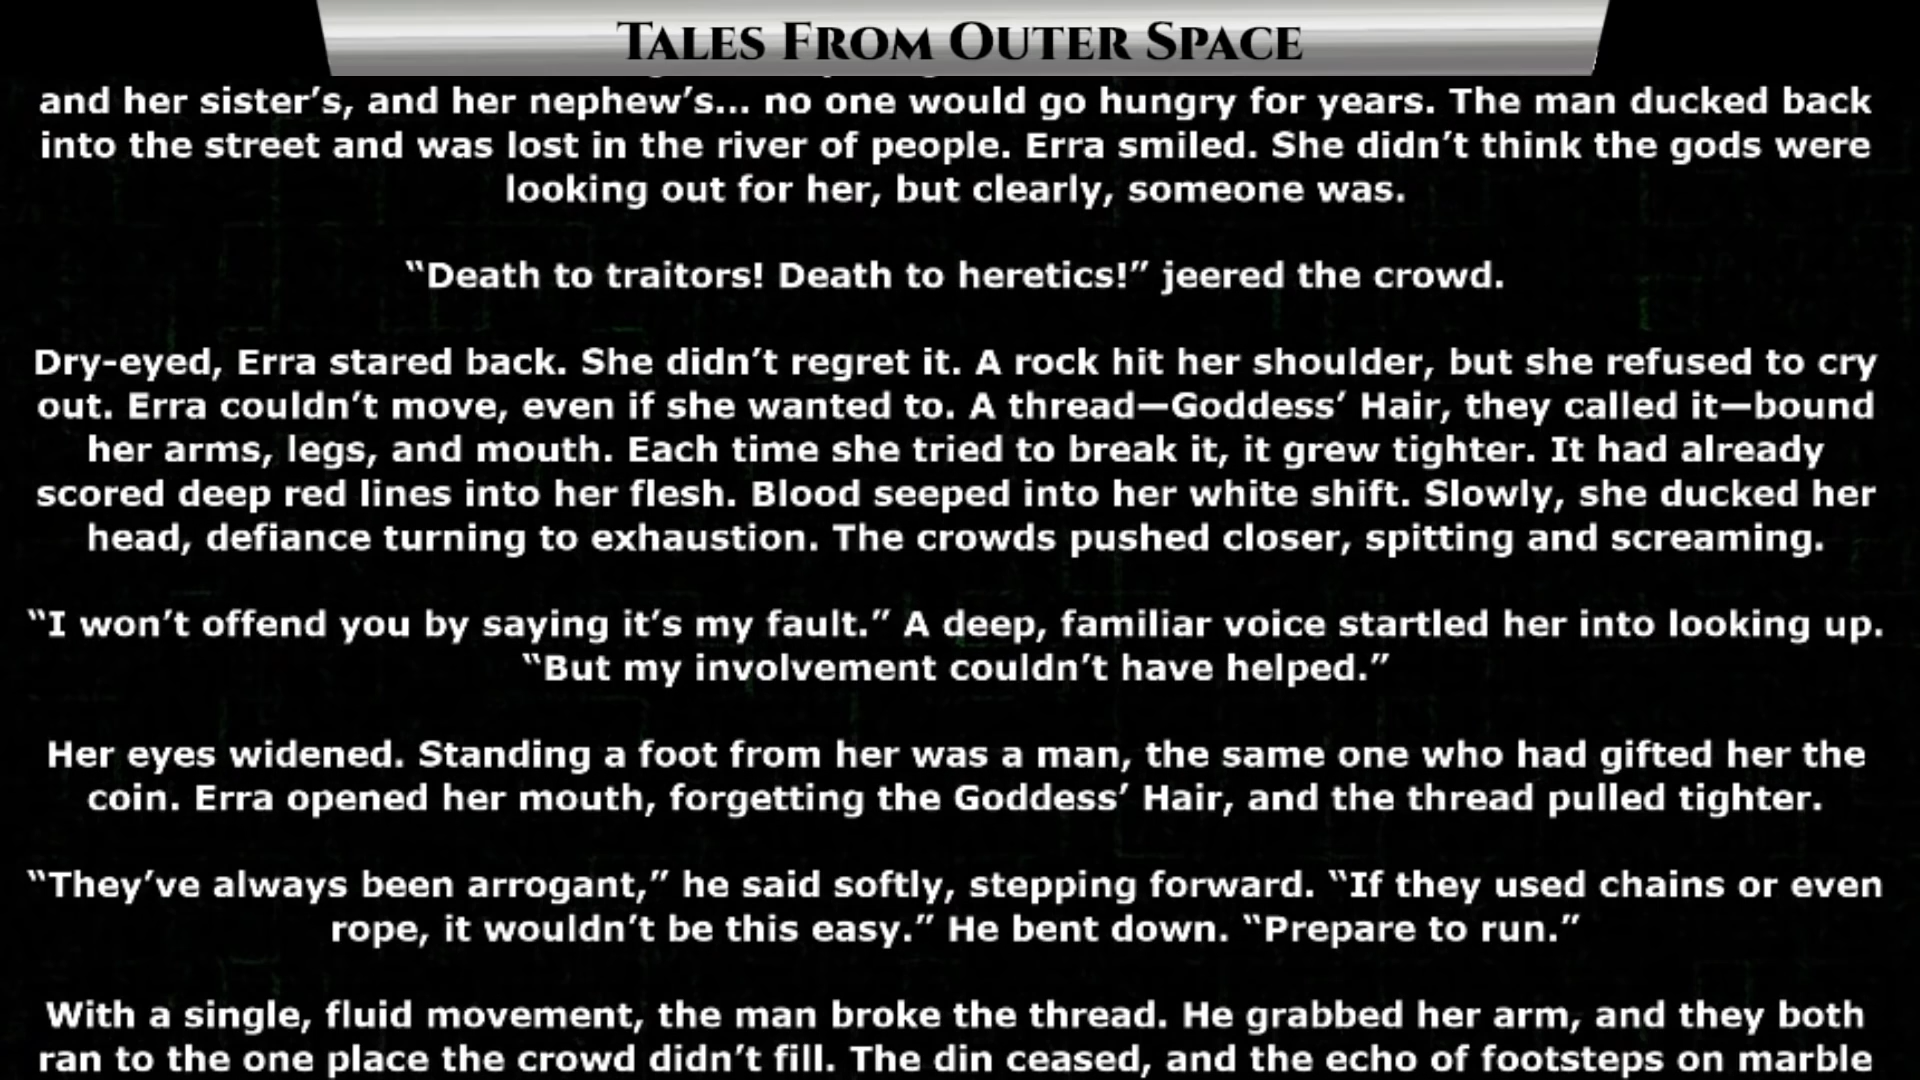 Tales From Outer Space
and her sister’s, and her nephew’s... no one would go hungry for years. The man ducked back
into the street and was lost in the river of people. Erra smiled. She didn’t think the gods were
looking out for her, but clearly, someone was.
“Death to traitors! Death to heretics!” jeered the crowd.
Dry-eyed, Erra stared back. She didn’t regret it. A rock hit her shoulder, but she refused to cry
out. Erra couldn’t move, even if she wanted to. A thread—Goddess’ Hair, they called it—bound
her arms, legs, and mouth. Each time she tried to break it, it grew tighter. It had already
scored deep red lines into her flesh. Blood seeped into her white shift. Slowly, she ducked her
head, defiance turning to exhaustion. The crowds pushed closer, spitting and screaming.
“I won’t offend you by saying it’s my fault.” A deep, familiar voice startled her into looking up.
“But my involvement couldn’t have helped.”
Her eyes widened. Standing a foot from her was a man, the same one who had gifted her the
coin. Erra opened her mouth, forgetting the Goddess’ Hair, and the thread pulled tighter.
“They’ve always been arrogant,” he said softly, stepping forward. “If they used chains or even
rope, it wouldn’t be this easy.” He bent down. “Prepare to run.”
With a single, fluid movement, the man broke the thread. He grabbed her arm, and they both
ran to the one place the crowd didn’t fill. The din ceased, and the echo of footsteps on marble